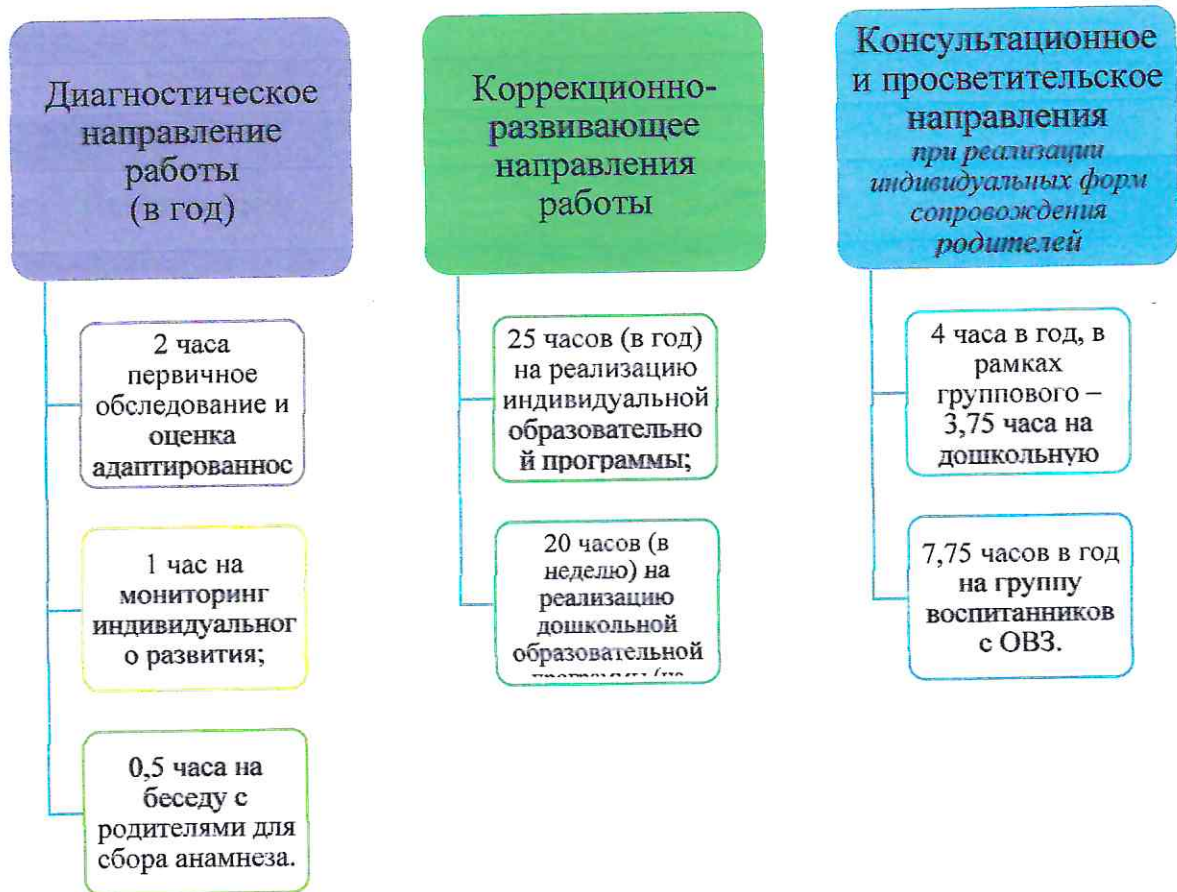 Диагностическое
направление
работы
(в год)
2 часа
первичное
обследование и
оценка
адаптированнос
1 час на
мониторинг
индивидуальног
о развития;
0,5 часа на
беседу с
родителями для
сбора анамнеза.
Коррекционно-
развивающее
направления
работы
25 часов (в год)
на реализацию
индивидуальной
образовательно
й программы;
20 часов (в
неделю) на
реализацию
дошкольной
образовательной
Консультационное
и просветительское
направления
при реализации
индивидуальных форм
сопровождения
родителей
4 часа в год, в
рамках
группового –
3,75 часа на
дошкольную
7,75 часов в год
на группу
воспитанников
с ОВЗ.